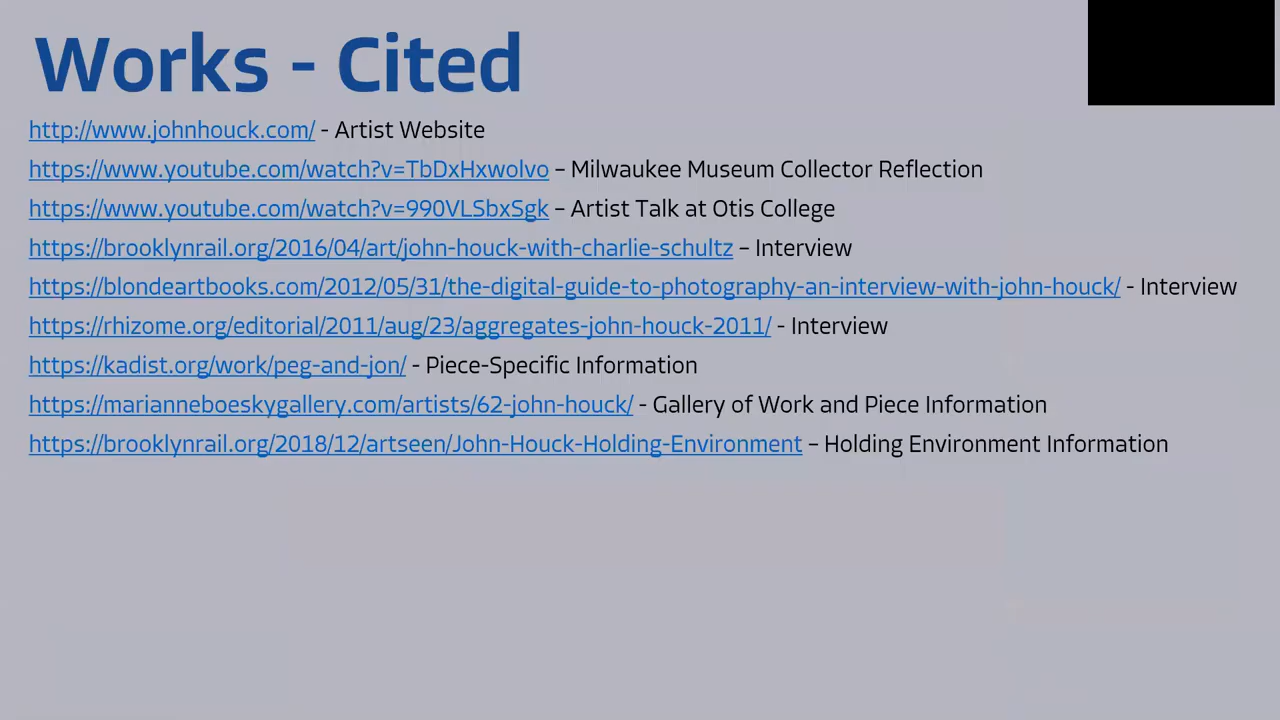 Works - Cited
http://www.johnhouck.com/ - Artist Website
https://www.youtube.com/watch?v=TbDxHxwolvo – Milwaukee Museum Collector Reflection
https://www.youtube.com/watch?v=990VLSbxSgk – Artist Talk at Otis College
https://brooklynrail.org/2016/04/art/john-houck-with-charlie-schultz – Interview
https://blondeartbooks.com/2012/05/31/the-digital-guide-to-photography-an-interview-with-john-houck/ - Interview
https://rhizome.org/editorial/2011/aug/23/aggregates-john-houck-2011/ - Interview
https://kadist.org/work/peg-and-jon/ - Piece-Specific Information
https://marianneboeskygallery.com/artists/62-john-houck/ - Gallery of Work and Piece Information
https://brooklynrail.org/2018/12/artseen/John-Houck-Holding-Environment – Holding Environment Information